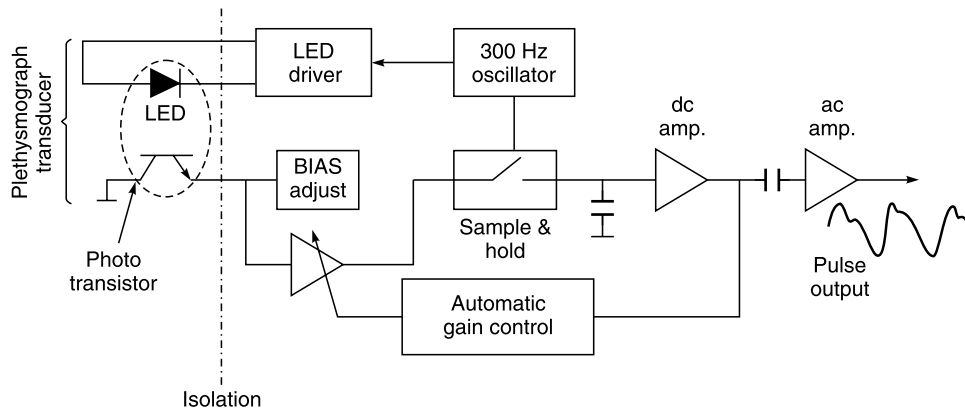 Plethysmograph
transducer
LED
LED
driver
300 Hz
oscillator
dc
amp.
ac
amp.
BIAS
adjust
Sample &
hold
Photo
transistor
Automatic
gain control
Pulse
output
Isolation